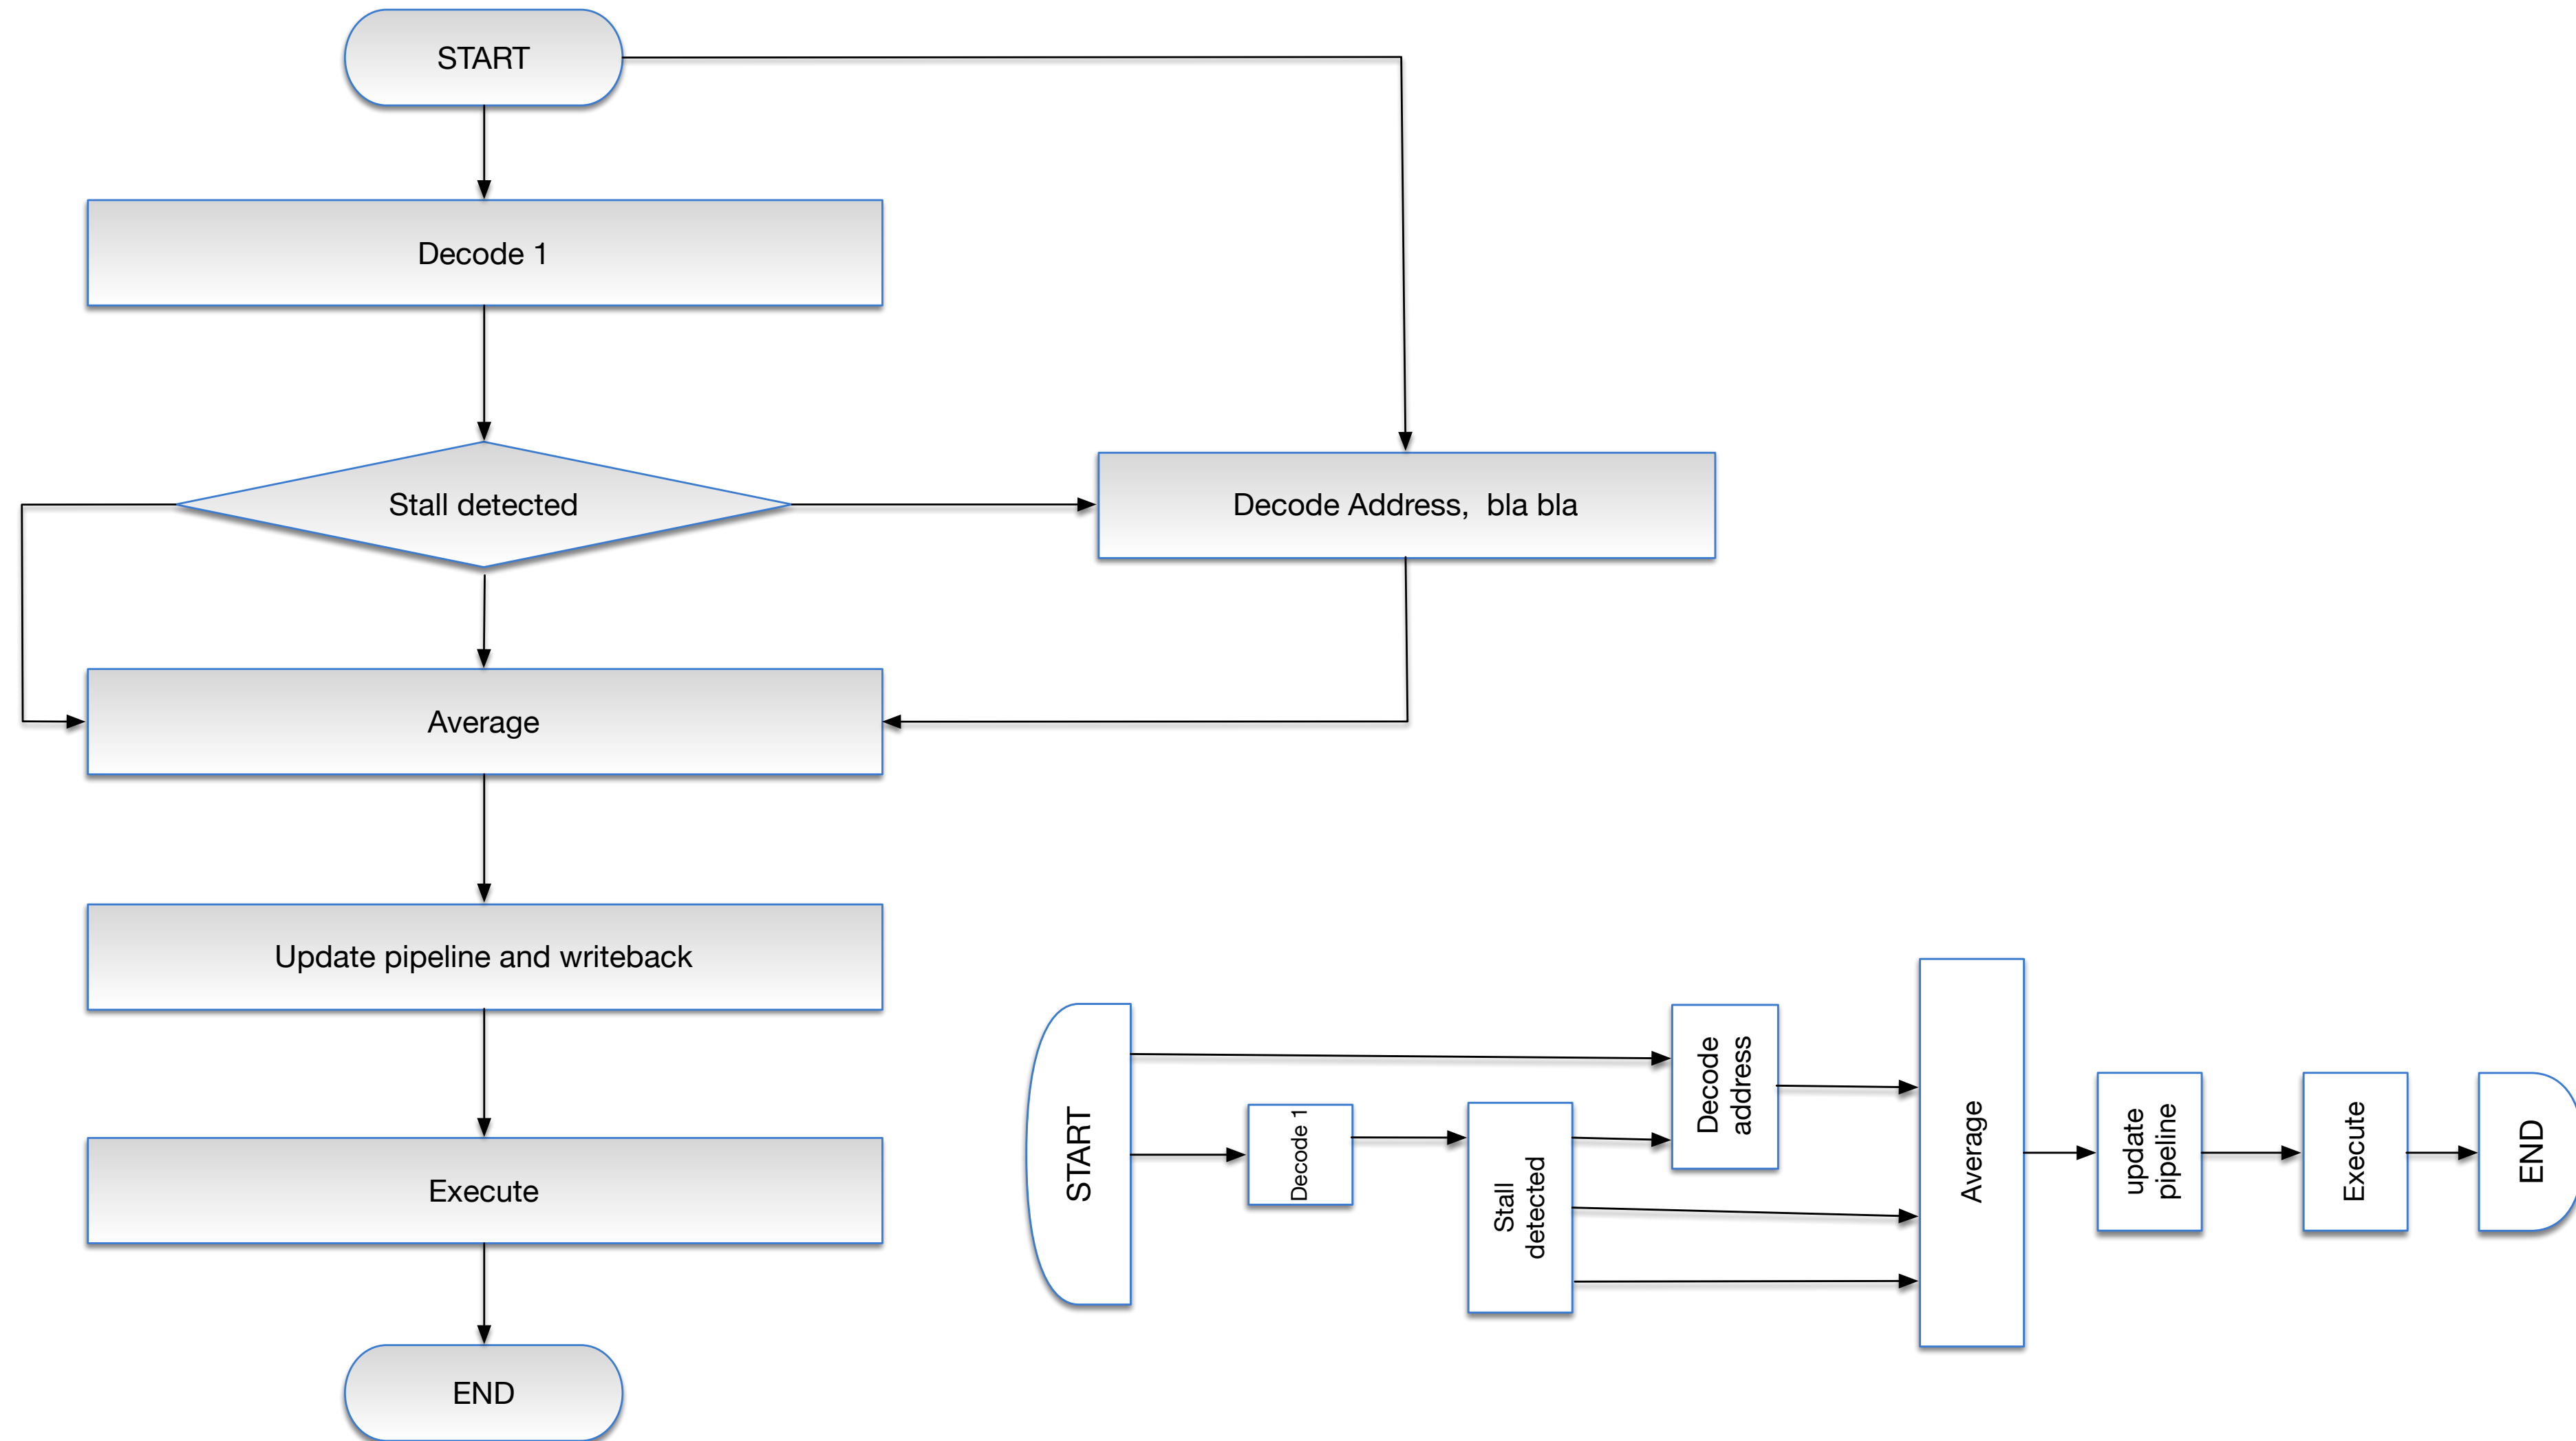 START
Decode 1
Stall detected
Decode Address,  bla bla
Average
Update pipeline and writeback
Execute
END
START
Decode 1
Stall
detected
Decode
address
Average
update
pipeline
Execute
END